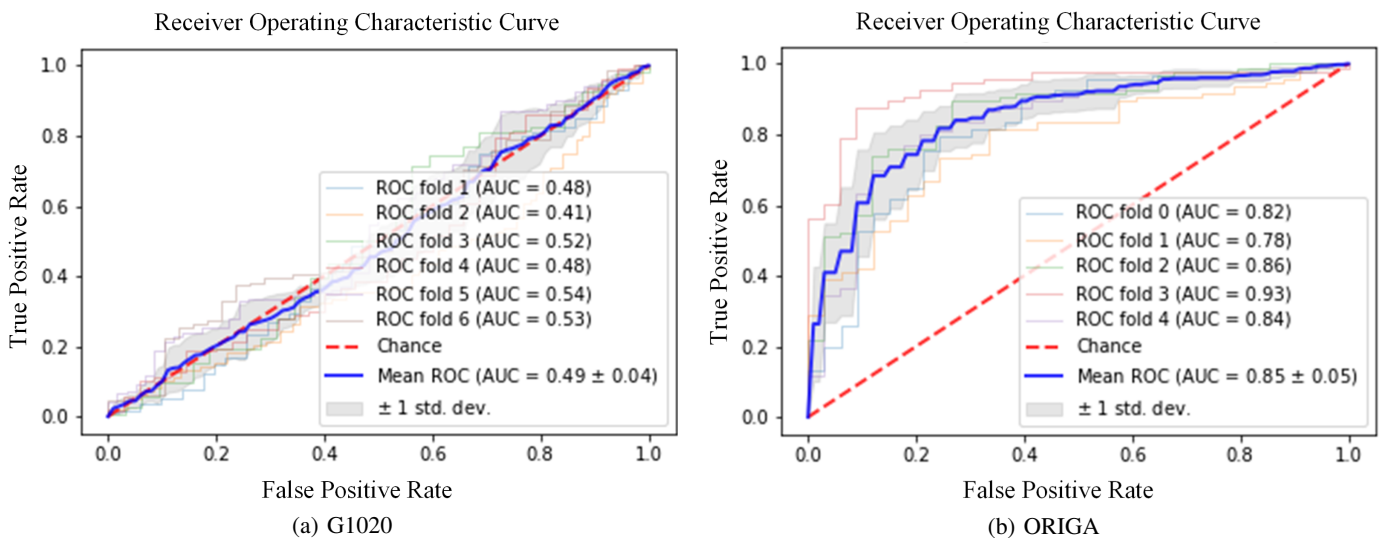 Receiver Operating Characteristic Curve
True Positive Rate
1.0
0.8
0.6
0.4
0.2
0.0
ROC fold 1 (AUC = 0.48)
ROC fold 2 (AUC = 0.41)
ROC fold 3 (AUC = 0.52)
ROC fold 4 (AUC = 0.48)
ROC fold 5 (AUC = 0.54)
ROC fold 6 (AUC = 0.53)
Chance
Mean ROC (AUC = 0.49 ± 0.04)
± 1 std. dev.
0.0 0.2 0.4 0.6 0.8 1.0
False Positive Rate
(a) G1020
Receiver Operating Characteristic Curve
True Positive Rate
1.0
0.8
0.6
0.4
0.2
0.0
ROC fold 0 (AUC = 0.82)
ROC fold 1 (AUC = 0.78)
ROC fold 2 (AUC = 0.86)
ROC fold 3 (AUC = 0.93)
ROC fold 4 (AUC = 0.84)
Chance
Mean ROC (AUC = 0.85 ± 0.05)
± 1 std. dev.
0.0 0.2 0.4 0.6 0.8 1.0
False Positive Rate
(b) ORIGA